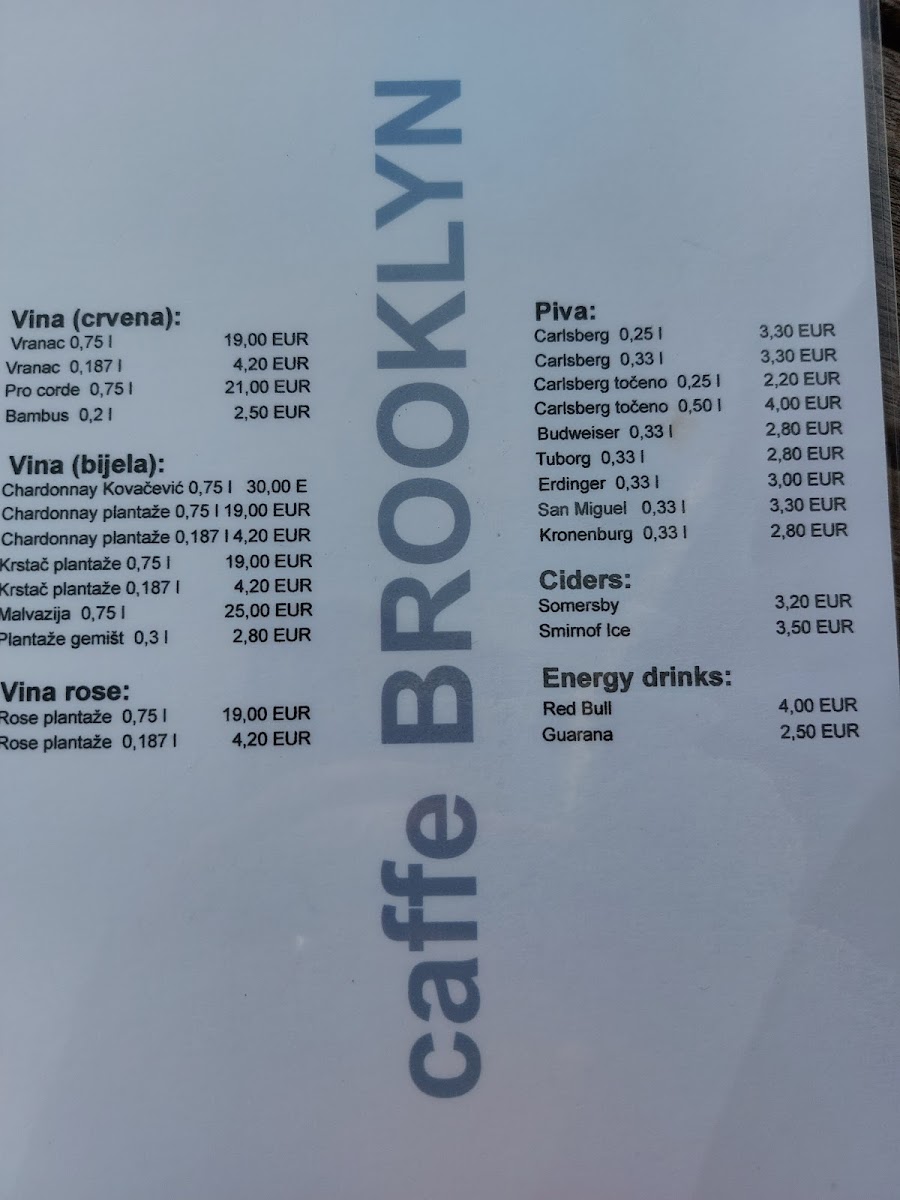 Vina (crvena):
Vranac 0,75 l 19,00 EUR
Vranac 0,187 l 4,20 EUR
Pro corde 0,75 l 21,00 EUR
Bambus 0,2 l 2,50 EUR
Vina (bijela):
Chardonnay Kovačević 0,75 l 30,00 E
Chardonnay plantaže 0,75 l 19,00 EUR
Chardonnay plantaže 0,187 l 4,20 EUR
Krstač plantaže 0,75 l 19,00 EUR
Krstač plantaže 0,187 l 4,20 EUR
Malvazija 0,75 l 25,00 EUR
Plantaže gemišt 0,3 l 2,80 EUR
Vina rose:
Rose plantaže 0,75 l 19,00 EUR
Rose plantaže 0,187 l 4,20 EUR
caffe BROOKLYN
Piva:
Carlsberg 0,25 l 3,30 EUR
Carlsberg 0,33 l 3,30 EUR
Carlsberg točeno 0,25 l 2,20 EUR
Carlsberg točeno 0,50 l 4,00 EUR
Budweiser 0,33 l 2,80 EUR
Tuborg 0,33 l 2,80 EUR
Erdinger 0,33 l 3,00 EUR
San Miguel 0,33 l 3,30 EUR
Kronenburg 0,33 l 2,80 EUR
Ciders:
Somersby 3,20 EUR
Smirnof Ice 3,50 EUR
Energy drinks:
Red Bull 4,00 EUR
Guarana 2,50 EUR